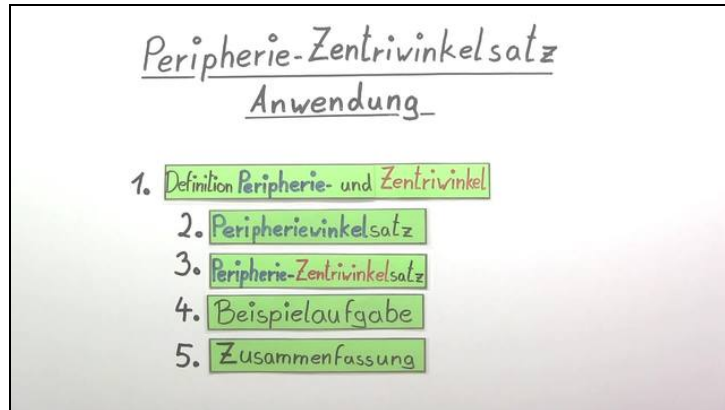 Peripherie-Zentriwinkelsatz
Anwendung
1. Definition Peripherie- und Zentriwinkel
2. Peripheriewinkelsatz
3. Peripherie-Zentriwinkelsatz
4. Beispielaufgabe
5. Zusammenfassung